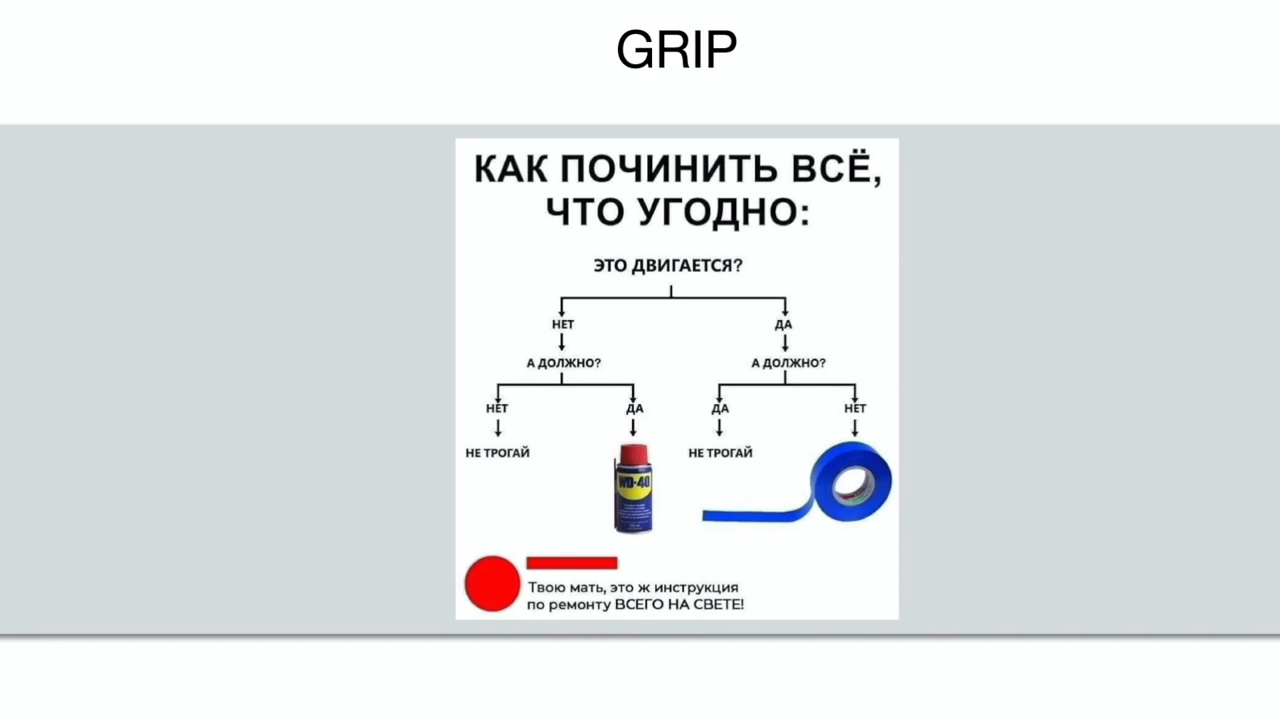 GRIP
КАК ПОЧИНИТЬ ВСЁ,
ЧТО УГОДНО:
ЭТО ДВИГАЕТСЯ?
НЕТ ДА
А ДОЛЖНО? А ДОЛЖНО?
НЕТ ДА ДА НЕТ
НЕ ТРОГАЙ НЕ ТРОГАЙ
WD-40
Твою мать, это ж инструкция
по ремонту ВСЕГО НА СВЕТЕ!